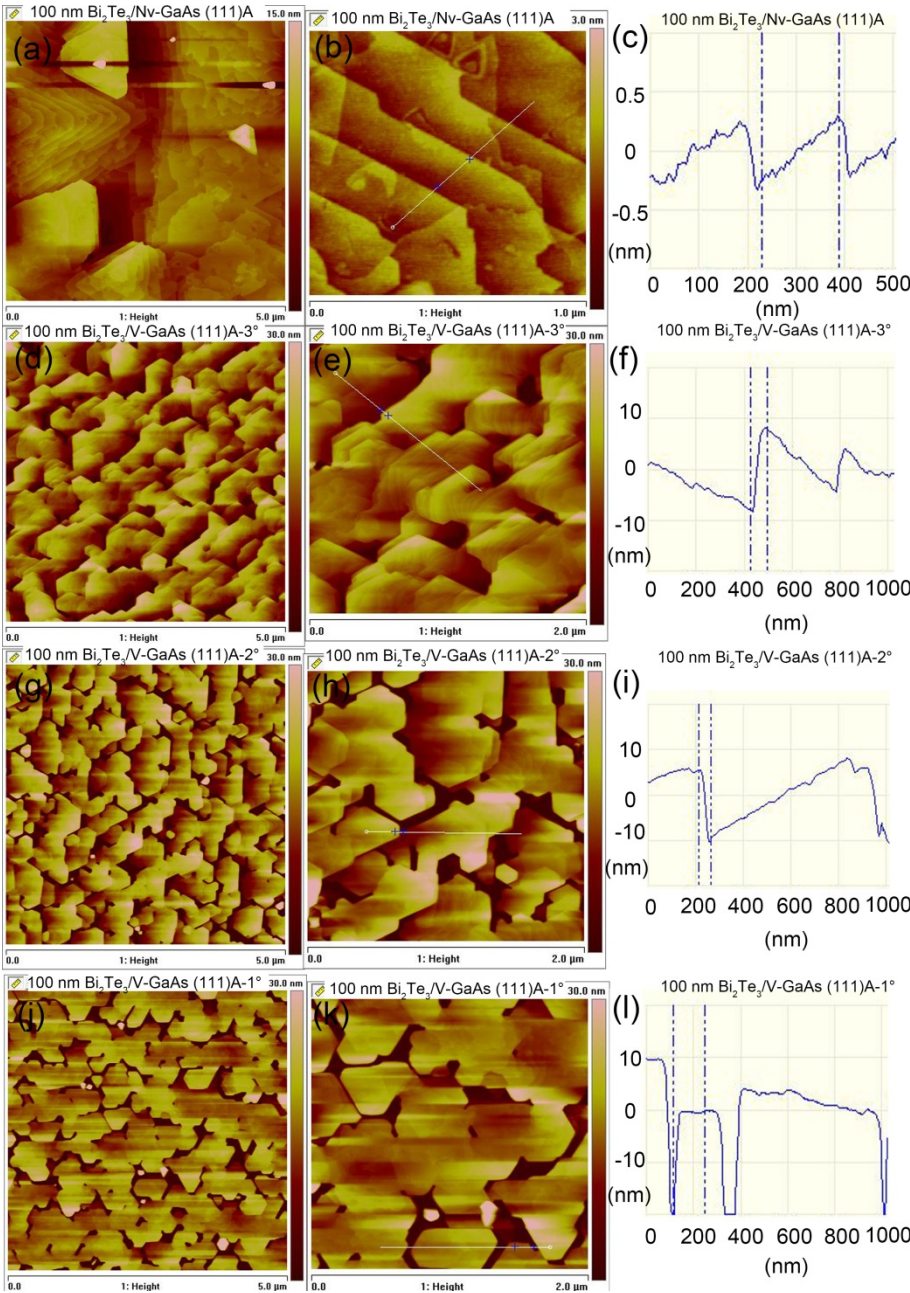 100 nm Bi₂Te₃/Nv-GaAs (111)A 15.0 nm
(a)
0.0 1: Height 5.0 µm
100 nm Bi₂Te₃/Nv-GaAs (111)A 3.0 nm
(b)
0.0 1: Height 1.0 µm
(c) 100 nm Bi₂Te₃/Nv-GaAs (111)A
0.5
0
-0.5
(nm)
0 100 200 300 400 500
(nm)
100 nm Bi₂Te₃/V-GaAs (111)A-3° 30.0 nm
(d)
0.0 1: Height 5.0 µm
100 nm Bi₂Te₃/V-GaAs (111)A-3° 30.0 nm
(e)
0.0 1: Height 2.0 µm
100 nm Bi₂Te₃/V-GaAs (111)A-3°
(f)
10
0
-10
(nm)
0 200 400 600 800 1000
(nm)
100 nm Bi₂Te₃/V-GaAs (111)A-2° 30.0 nm
(g)
0.0 1: Height 5.0 µm
100 nm Bi₂Te₃/V-GaAs (111)A-2° 30.0 nm
(h)
0.0 1: Height 2.0 µm
100 nm Bi₂Te₃/V-GaAs (111)A-2°
(i)
10
0
-10
(nm)
0 200 400 600 800 1000
(nm)
100 nm Bi₂Te₃/V-GaAs (111)A-1° 30.0 nm
(j)
0.0 1: Height 5.0 µm
100 nm Bi₂Te₃/V-GaAs (111)A-1° 30.0 nm
(k)
0.0 1: Height 2.0 µm
100 nm Bi₂Te₃/V-GaAs (111)A-1°
(l)
10
0
-10
(nm)
0 200 400 600 800 1000
(nm)